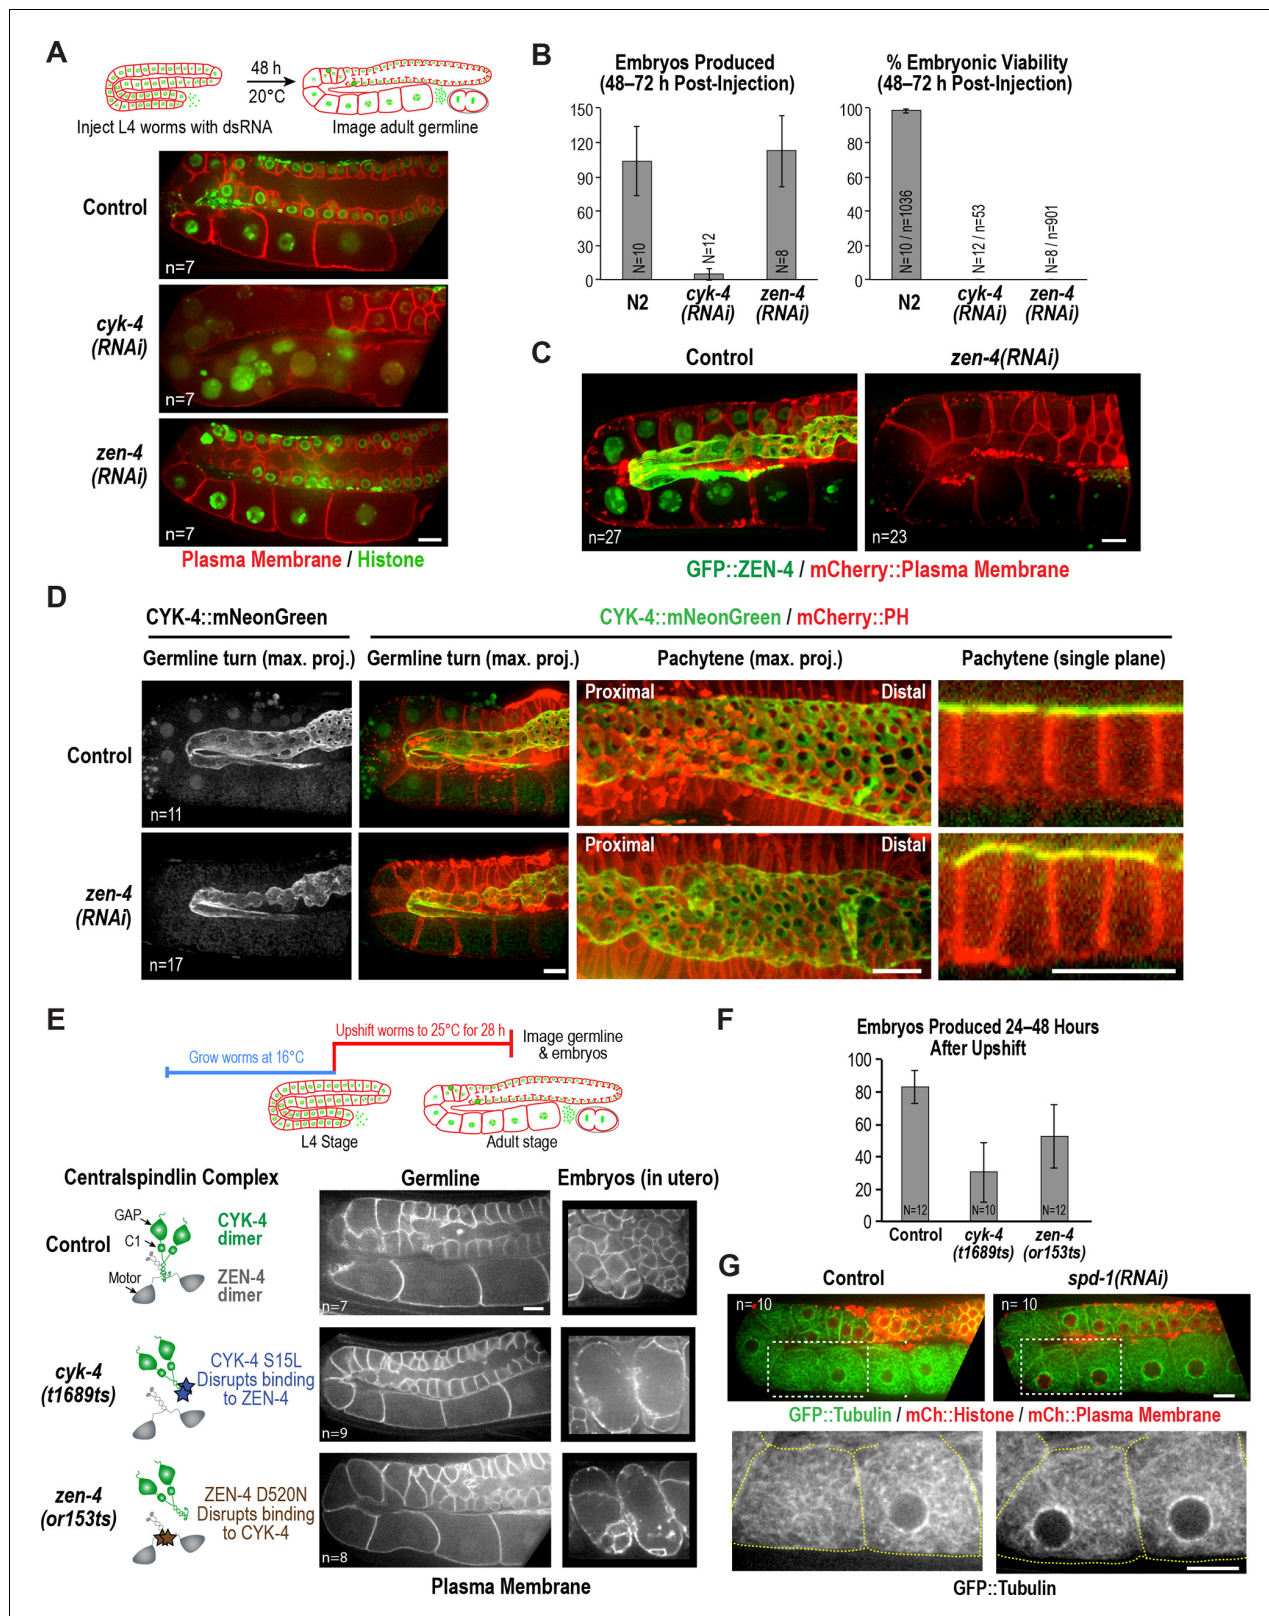 A
48 h
20°C
Inject L4 worms with dsRNA
Image adult germline
Control
n=7
cyk-4
(RNAi)
n=7
zen-4
(RNAi)
n=7
Plasma Membrane / Histone
B
Embryos Produced
(48–72 h Post-Injection)
150
120
90
60
30
0
N=10
N=12
N=8
N2
cyk-4
(RNAi)
zen-4
(RNAi)
% Embryonic Viability
(48–72 h Post-Injection)
100
80
60
40
20
0
N=10 / n=1036
N=12 / n=53
N=8 / n=901
N2
cyk-4
(RNAi)
zen-4
(RNAi)
C
Control
zen-4(RNAi)
n=27
n=23
GFP::ZEN-4 / mCherry::Plasma Membrane
D
CYK-4::mNeonGreen
CYK-4::mNeonGreen / mCherry::PH
Germline turn (max. proj.)
Germline turn (max. proj.)
Pachytene (max. proj.)
Pachytene (single plane)
Control
n=11
Proximal
Distal
zen-4
(RNAi)
n=17
Proximal
Distal
E
Upshift worms to 25°C for 28 h
Grow worms at 16°C
Image germline
& embryos
L4 Stage
Adult stage
Centralspindlin Complex
Germline
Embryos (in utero)
Control
GAP
C1
Motor
CYK-4
dimer
ZEN-4
dimer
n=7
cyk-4
(t1689ts)
CYK-4 S15L
Disrupts binding
to ZEN-4
n=9
zen-4
(or153ts)
ZEN-4 D520N
Disrupts binding
to CYK-4
n=8
Plasma Membrane
F
Embryos Produced 24–48 Hours
After Upshift
100
80
60
40
20
0
N=12
N=10
N=12
Control
cyk-4
(t1689ts)
zen-4
(or153ts)
G
Control
spd-1(RNAi)
n= 10
n= 10
GFP::Tubulin / mCh::Histone / mCh::Plasma Membrane
GFP::Tubulin